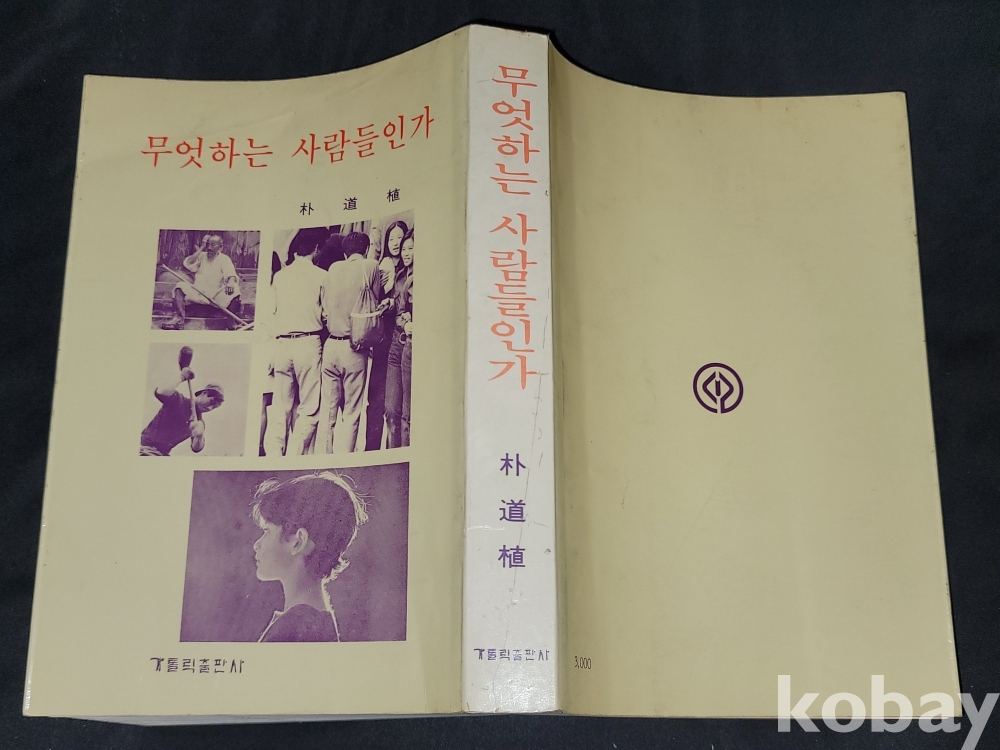 무엇하는 사람들인가
朴道植
가톨릭출판사
무엇하는 사람들인가
朴道植
가톨릭출판사
3,000
kobay